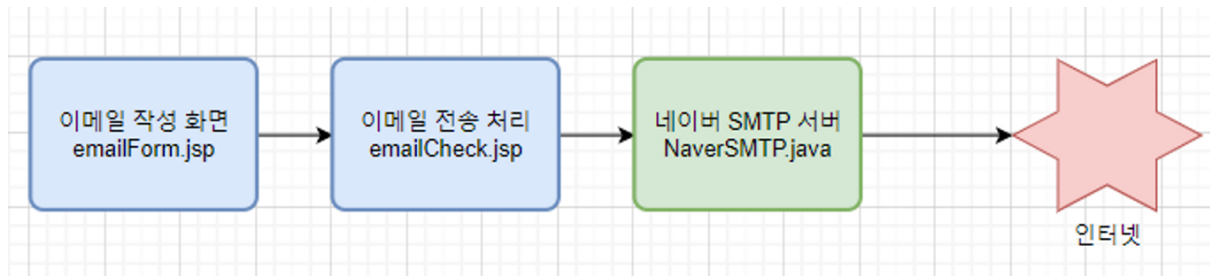 이메일 작성 화면
emailForm.jsp
이메일 전송 처리
emailCheck.jsp
네이버 SMTP 서버
NaverSMTP.java
인터넷